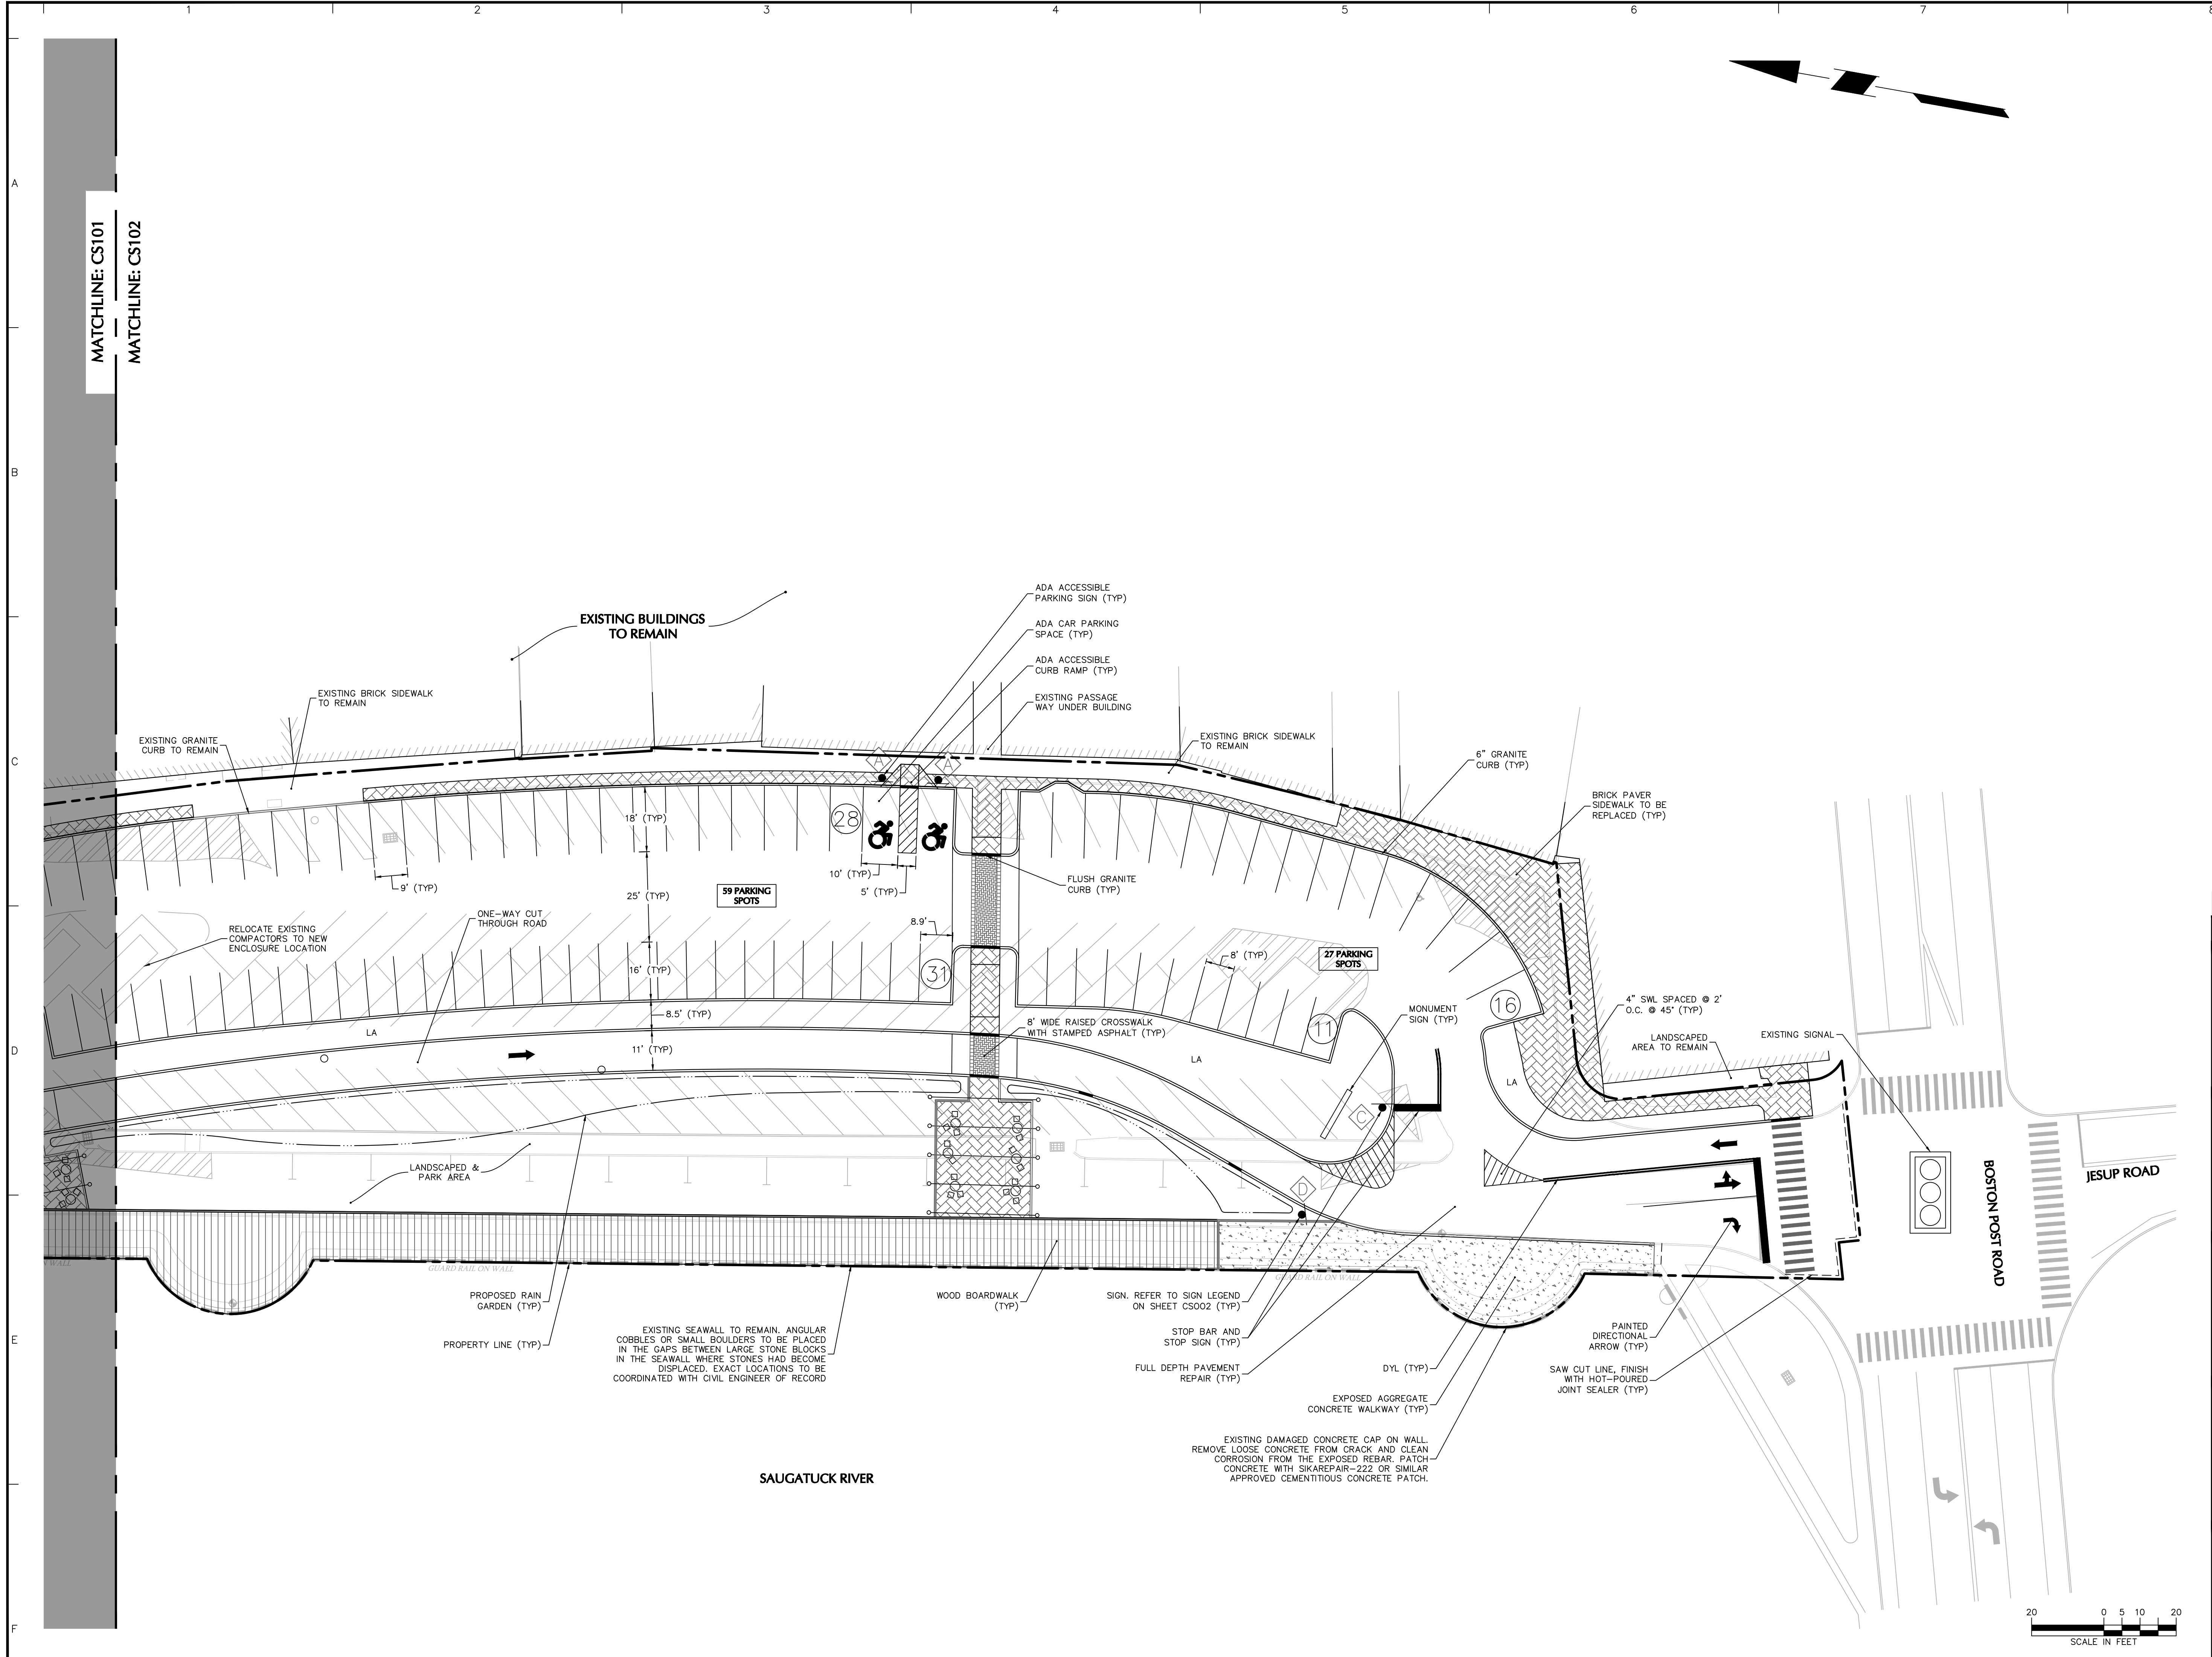 1
2
3
4
5
6
7
8
A
B
C
D
E
F
MATCHLINE: CS101
MATCHLINE: CS102
EXISTING BUILDINGS
TO REMAIN
ADA ACCESSIBLE
PARKING SIGN (TYP)
ADA CAR PARKING
SPACE (TYP)
ADA ACCESSIBLE
CURB RAMP (TYP)
EXISTING PASSAGE
WAY UNDER BUILDING
EXISTING BRICK SIDEWALK
TO REMAIN
EXISTING GRANITE
CURB TO REMAIN
EXISTING BRICK SIDEWALK
TO REMAIN
6" GRANITE
CURB (TYP)
BRICK PAVER
SIDEWALK TO BE
REPLACED (TYP)
A
A
28
18' (TYP)
9' (TYP)
10' (TYP)
5' (TYP)
25' (TYP)
59 PARKING
SPOTS
FLUSH GRANITE
CURB (TYP)
ONE-WAY CUT
THROUGH ROAD
8.9'
RELOCATE EXISTING
COMPACTORS TO NEW
ENCLOSURE LOCATION
16' (TYP)
31
8' (TYP)
27 PARKING
SPOTS
8.5' (TYP)
11' (TYP)
LA
8' WIDE RAISED CROSSWALK
WITH STAMPED ASPHALT (TYP)
LA
11
MONUMENT
SIGN (TYP)
16
LA
4" SWL SPACED @ 2'
O.C. @ 45° (TYP)
LANDSCAPED
AREA TO REMAIN
EXISTING SIGNAL
C
D
LANDSCAPED &
PARK AREA
BOSTON POST ROAD
JESUP ROAD
N WALL
GUARD RAIL ON WALL
GUARD RAIL ON WALL
PROPOSED RAIN
GARDEN (TYP)
PROPERTY LINE (TYP)
EXISTING SEAWALL TO REMAIN. ANGULAR
COBBLES OR SMALL BOULDERS TO BE PLACED
IN THE GAPS BETWEEN LARGE STONE BLOCKS
IN THE SEAWALL WHERE STONES HAD BECOME
DISPLACED. EXACT LOCATIONS TO BE
COORDINATED WITH CIVIL ENGINEER OF RECORD
WOOD BOARDWALK
(TYP)
SIGN. REFER TO SIGN LEGEND
ON SHEET CS002 (TYP)
STOP BAR AND
STOP SIGN (TYP)
FULL DEPTH PAVEMENT
REPAIR (TYP)
DYL (TYP)
EXPOSED AGGREGATE
CONCRETE WALKWAY (TYP)
PAINTED
DIRECTIONAL
ARROW (TYP)
SAW CUT LINE, FINISH
WITH HOT-POURED
JOINT SEALER (TYP)
EXISTING DAMAGED CONCRETE CAP ON WALL.
REMOVE LOOSE CONCRETE FROM CRACK AND CLEAN
CORROSION FROM THE EXPOSED REBAR. PATCH
CONCRETE WITH SIKAREPAIR-222 OR SIMILAR
APPROVED CEMENTITIOUS CONCRETE PATCH.
SAUGATUCK RIVER
20 0 5 10 20
SCALE IN FEET